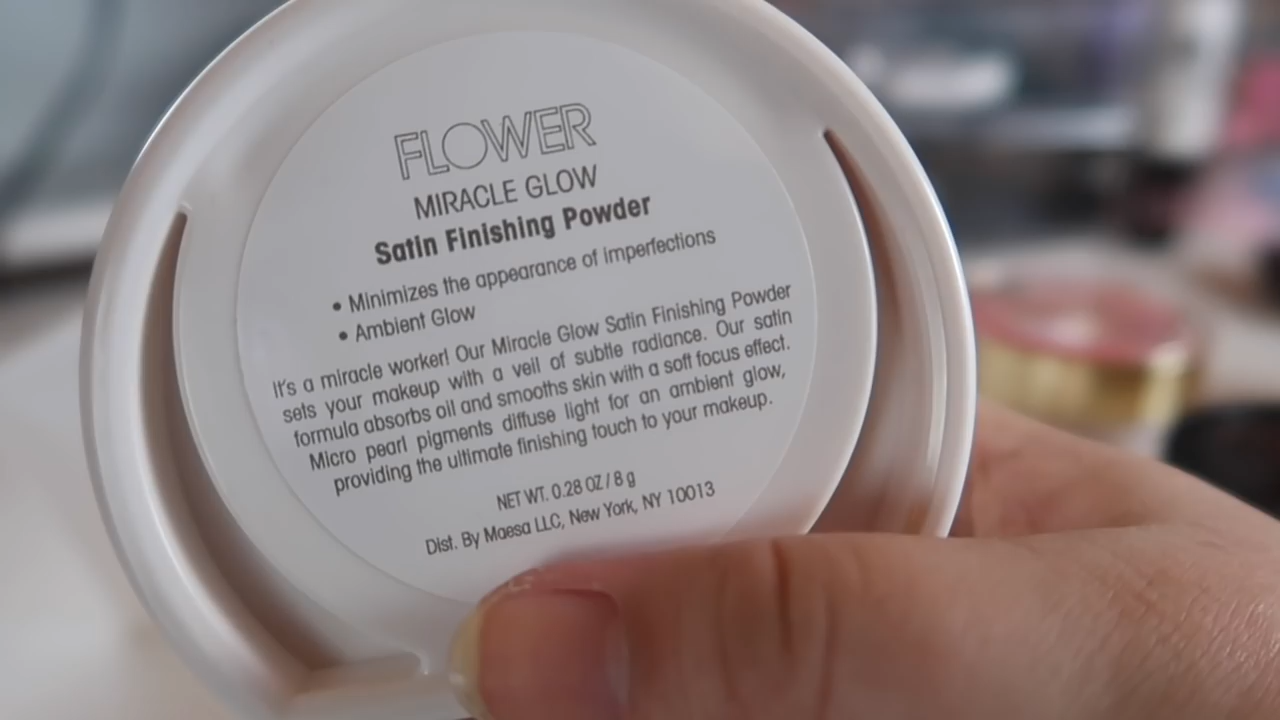 FLOWER
MIRACLE GLOW
Satin Finishing Powder
• Minimizes the appearance of imperfections
• Ambient Glow
It's a miracle worker! Our Miracle Glow Satin Finishing Powder
sets your makeup with a veil of subtle radiance. Our satin
formula absorbs oil and smooths skin with a soft focus effect.
Micro pearl pigments diffuse light for an ambient glow,
providing the ultimate finishing touch to your makeup.
NET WT. 0.28 OZ / 8 g
Dist. By Maesa LLC, New York, NY 10013